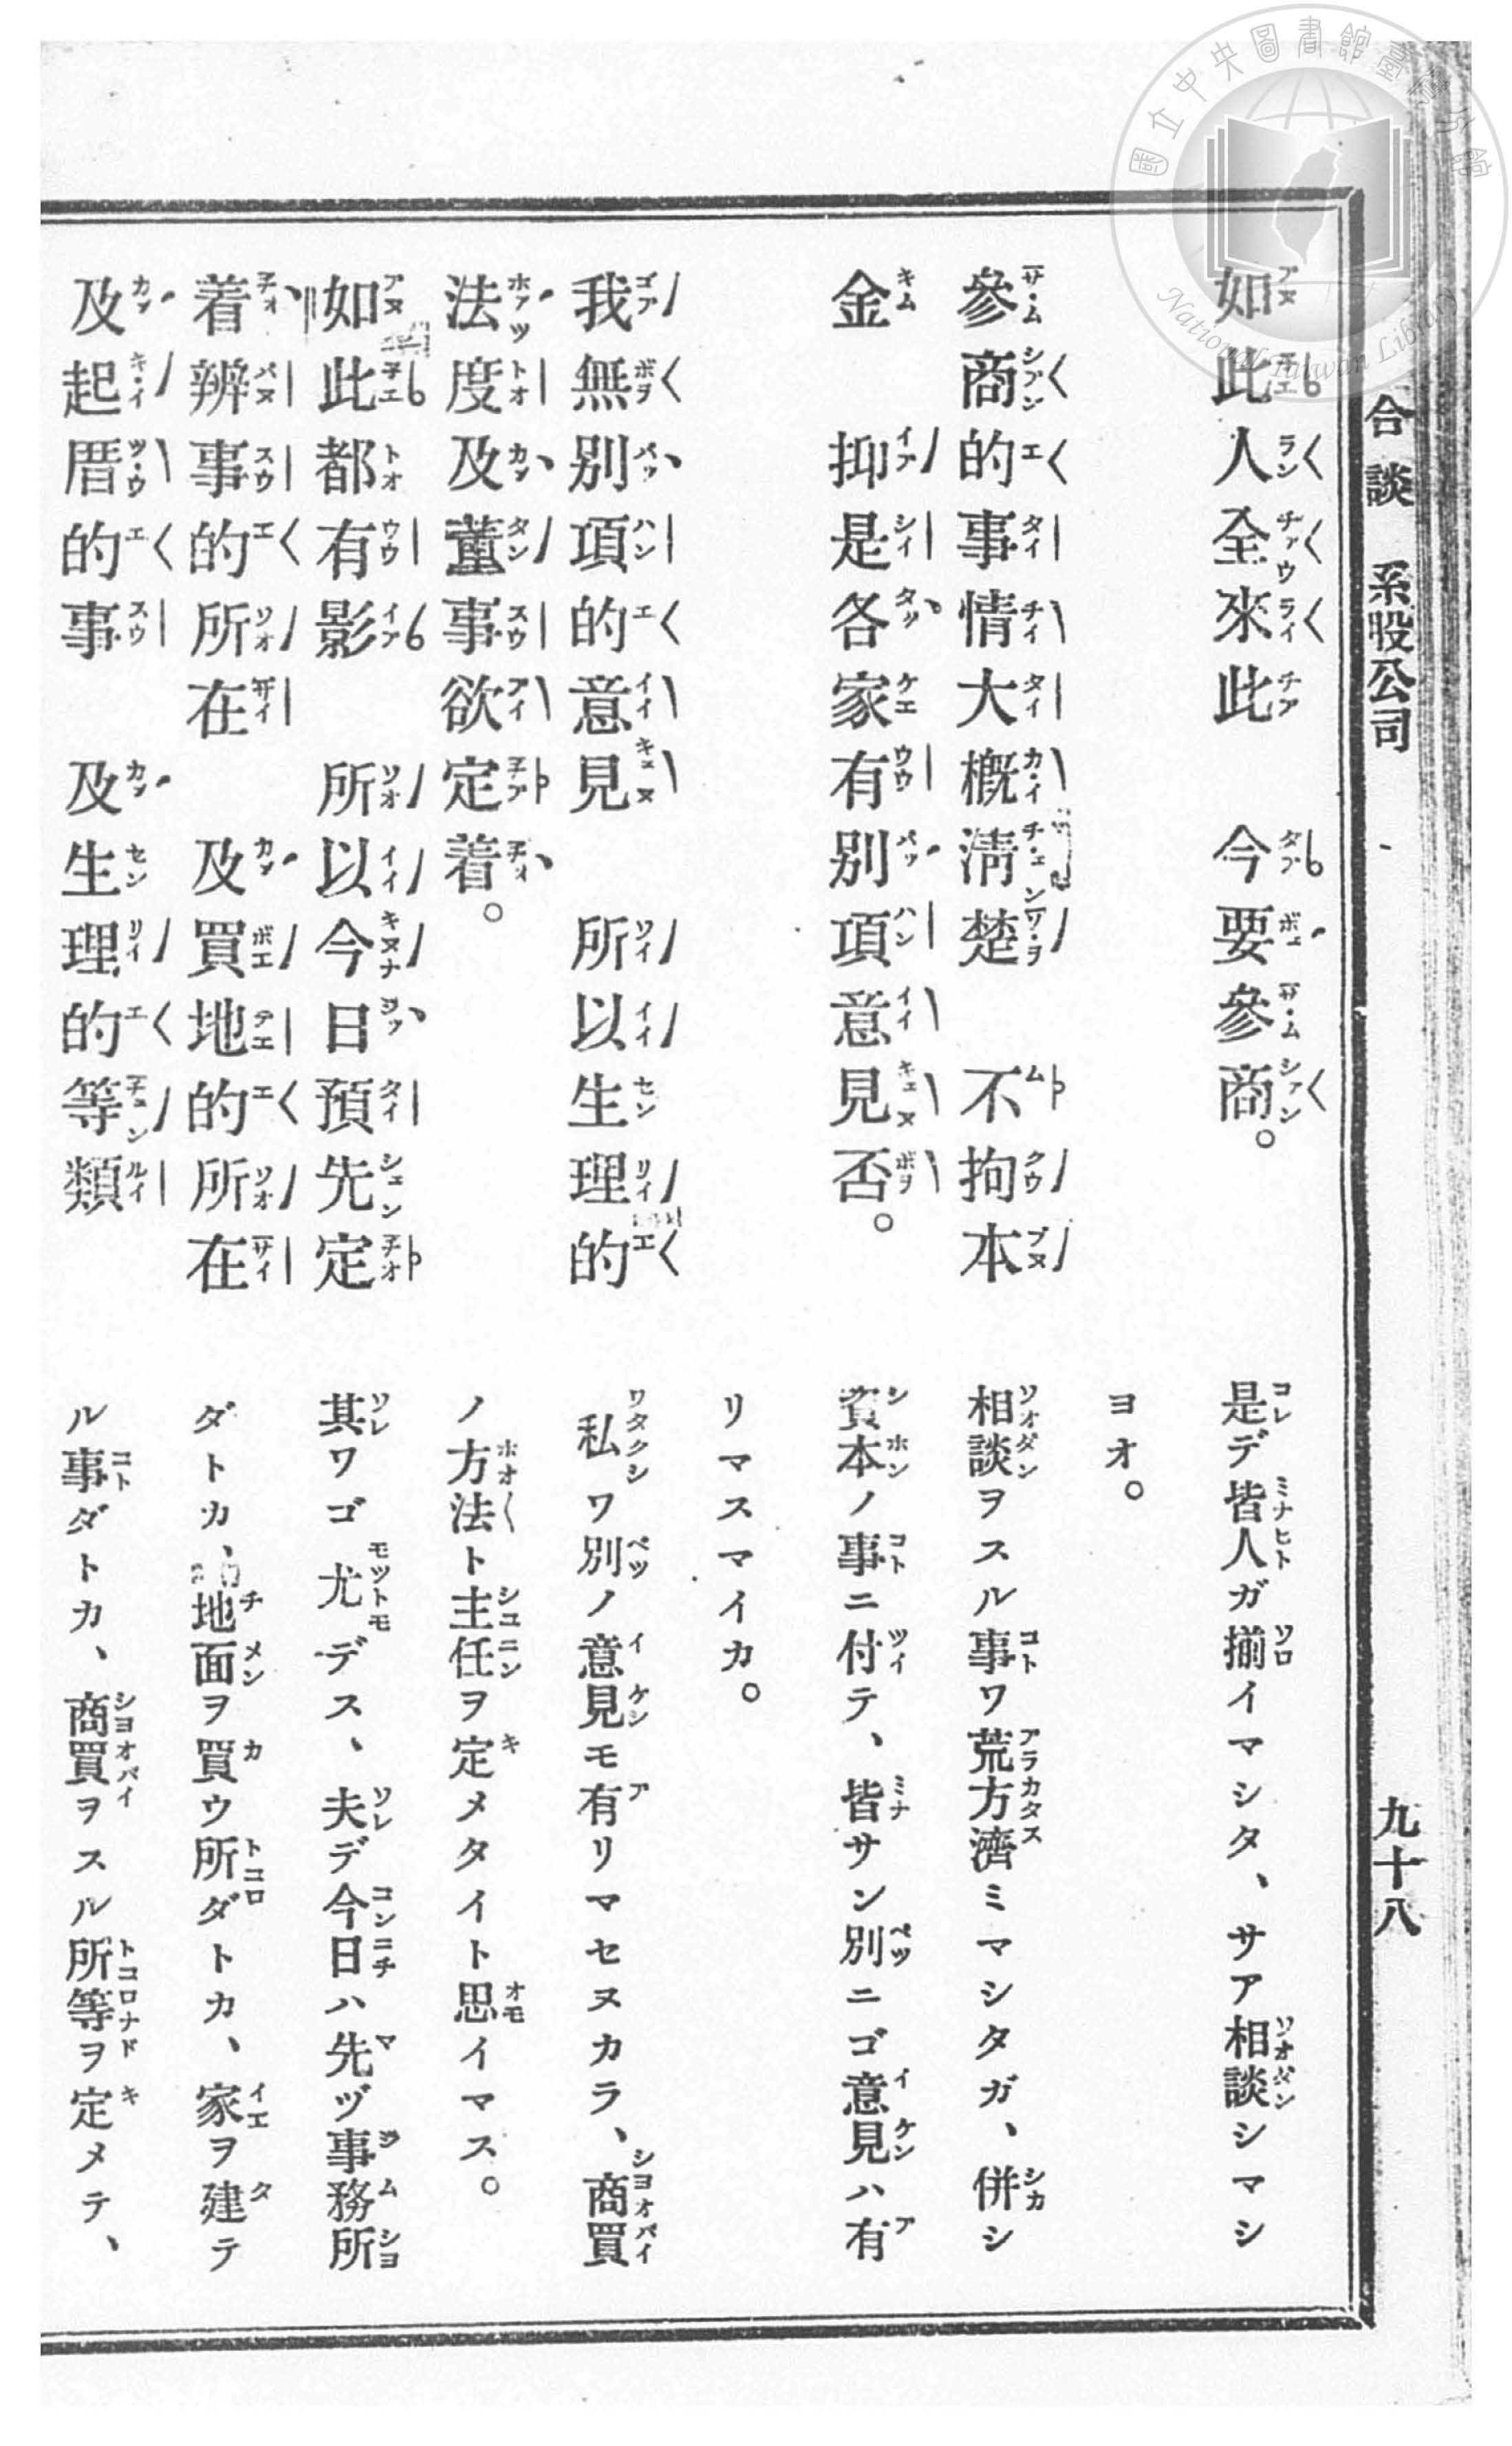 國立中央圖書館臺灣分館
National Taiwan Library
合談 系股公司
九十八
如此人全來此 今要參商。
是デ皆人ガ揃イマシタ、サア相談シマシ
ヨオ。
參商的事情大概淸楚 不拘本
相談ヲスル事ワ荒方濟ミマシタガ、併シ
金 抑是各家有別項意見否。
資本ノ事ニ付テ、皆サン別ニゴ意見ハ有
リマスマイカ。
我無別項的意見 所以生理的
私ワ別ノ意見モ有リマセヌカラ、商買
法度及董事欲定着。
ノ方法ト主任ヲ定メタイト思イマス。
如此都有影 所以今日預先定
其ワゴ尤デス、夫デ今日ハ先ヅ事務所
着辨事的所在 及買地的所在
ダトカ、地面ヲ買ウ所ダトカ、家ヲ建テ
及起厝的事 及生理的等類
ル事ダトカ、商買ヲスル所等ヲ定メテ、